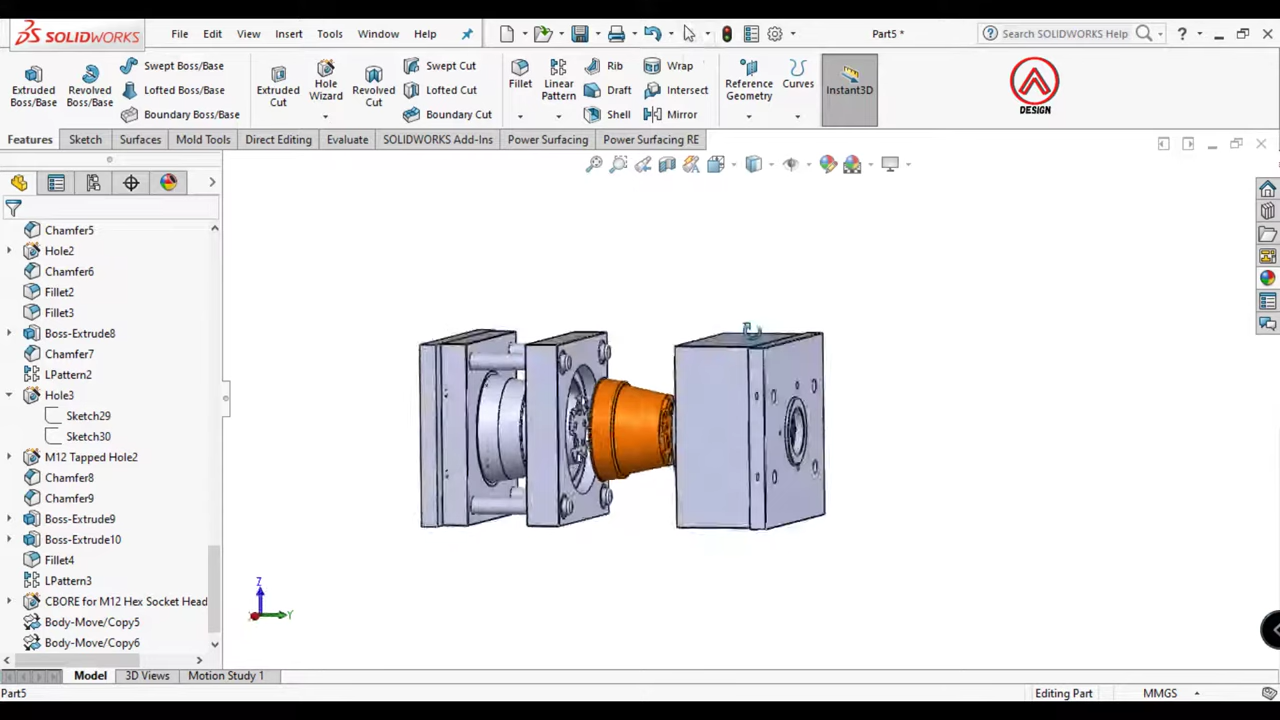 SOLIDWORKS File Edit View Insert Tools Window Help Part5 * Search SOLIDWORKS Help ?
Extruded Boss/Base
Revolved Boss/Base
Swept Boss/Base
Lofted Boss/Base
Boundary Boss/Base
Extruded Cut
Hole Wizard
Revolved Cut
Swept Cut
Lofted Cut
Boundary Cut
Fillet
Linear Pattern
Rib
Draft
Shell
Wrap
Intersect
Mirror
Reference Geometry
Curves
Instant3D
DESIGN
Features Sketch Surfaces Mold Tools Direct Editing Evaluate SOLIDWORKS Add-Ins Power Surfacing Power Surfacing RE
Chamfer5
Hole2
Chamfer6
Fillet2
Fillet3
Boss-Extrude8
Chamfer7
LPattern2
Hole3
Sketch29
Sketch30
M12 Tapped Hole2
Chamfer8
Chamfer9
Boss-Extrude9
Boss-Extrude10
Fillet4
LPattern3
CBORE for M12 Hex Socket Head
Body-Move/Copy5
Body-Move/Copy6
Z
Y
Model 3D Views Motion Study 1
Part5 Editing Part MMGS